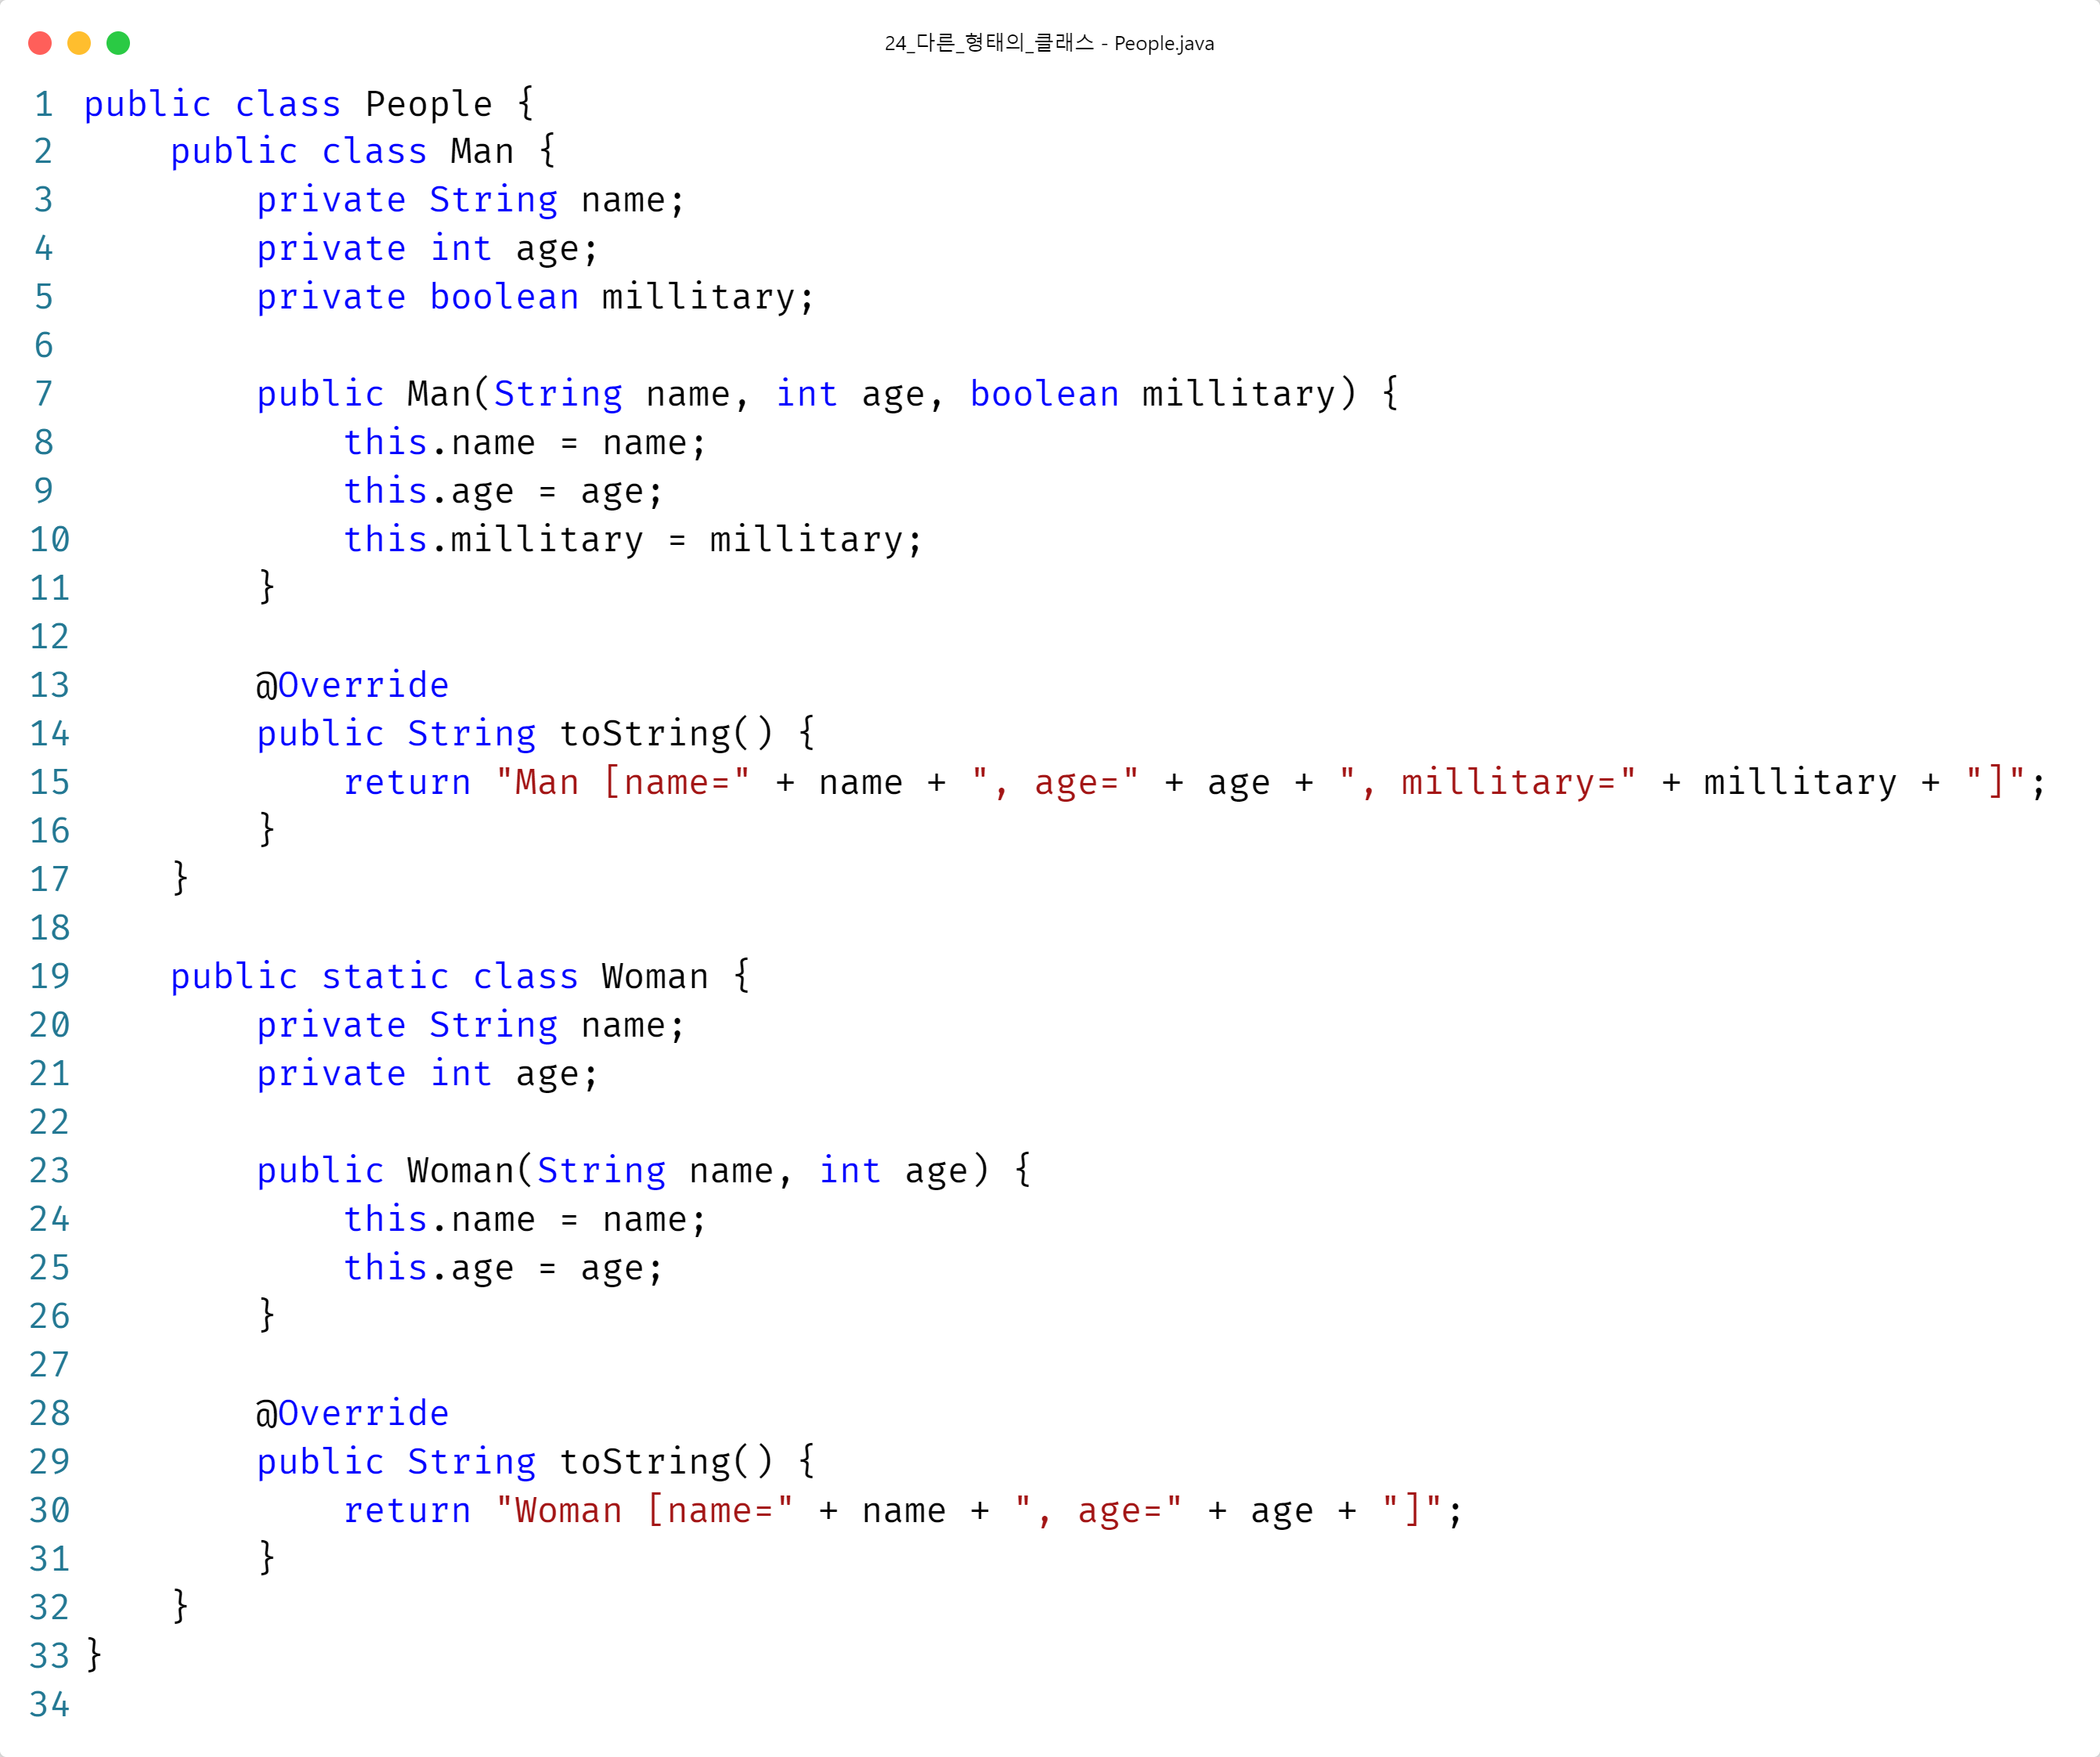 24_다른_형태의_클래스 - People.java
1 public class People {
2     public class Man {
3         private String name;
4         private int age;
5         private boolean millitary;
6
7         public Man(String name, int age, boolean millitary) {
8             this.name = name;
9             this.age = age;
10             this.millitary = millitary;
11         }
12
13         @Override
14         public String toString() {
15             return "Man [name=" + name + ", age=" + age + ", millitary=" + millitary + "]";
16         }
17     }
18
19     public static class Woman {
20         private String name;
21         private int age;
22
23         public Woman(String name, int age) {
24             this.name = name;
25             this.age = age;
26         }
27
28         @Override
29         public String toString() {
30             return "Woman [name=" + name + ", age=" + age + "]";
31         }
32     }
33 }
34